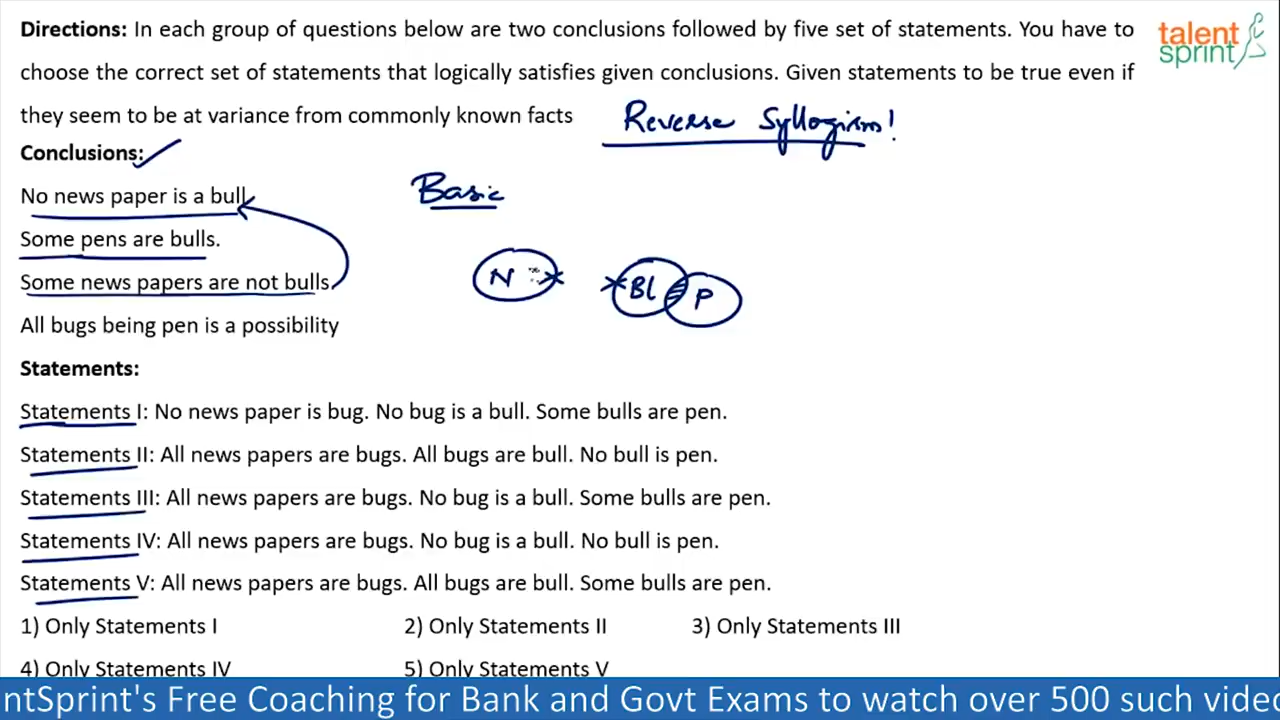 Directions: In each group of questions below are two conclusions followed by five set of statements. You have to
choose the correct set of statements that logically satisfies given conclusions. Given statements to be true even if
they seem to be at variance from commonly known facts
talent
sprint
Reverse Syllogism!
Conclusions:
No news paper is a bull
Basic
Some pens are bulls.
Some news papers are not bulls
N
Bl
P
All bugs being pen is a possibility
Statements:
Statements I: No news paper is bug. No bug is a bull. Some bulls are pen.
Statements II: All news papers are bugs. All bugs are bull. No bull is pen.
Statements III: All news papers are bugs. No bug is a bull. Some bulls are pen.
Statements IV: All news papers are bugs. No bug is a bull. No bull is pen.
Statements V: All news papers are bugs. All bugs are bull. Some bulls are pen.
1) Only Statements I 2) Only Statements II 3) Only Statements III
4) Only Statements IV 5) Only Statements V
ntSprint's Free Coaching for Bank and Govt Exams to watch over 500 such video